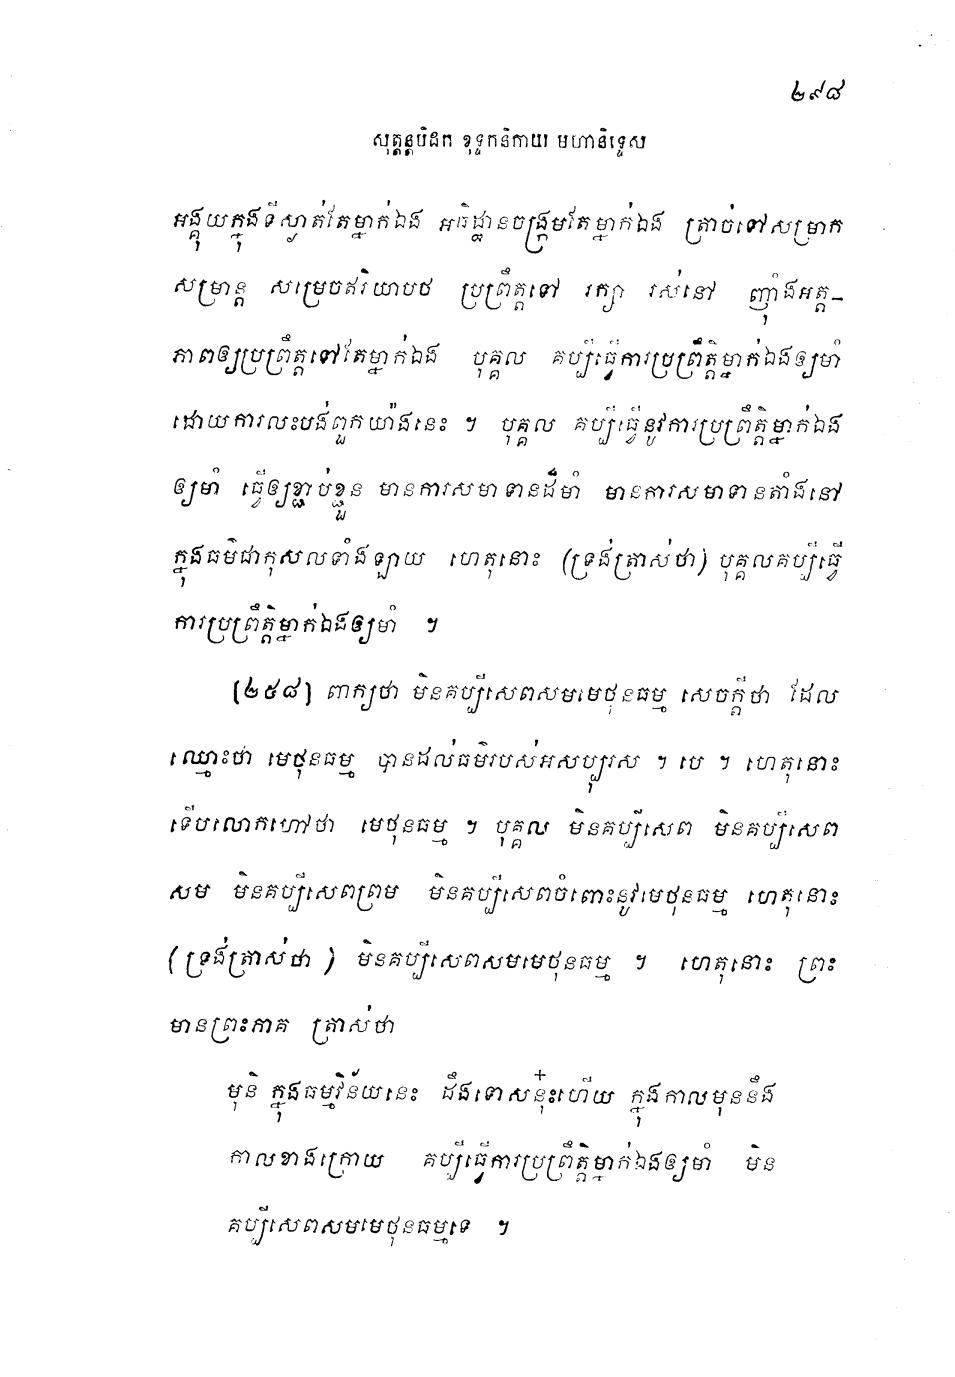 ២៩៨
សុត្តន្តបិដក ខុទ្ទកនិកាយ មហានិទ្ទេស
អង្គុយក្នុងទីស្ងាត់តែម្នាក់ឯង អធិដ្ឋានចង្ក្រមតែម្នាក់ឯង ត្រាច់ទៅសម្រាក
សម្រាន្ត សម្រេចឥរិយាបថ ប្រព្រឹត្តទៅ រក្សា រស់នៅ ញ៉ាំងអត្ត-
ភាពឲ្យប្រព្រឹត្តទៅតែម្នាក់ឯង បុគ្គល គប្បីធ្វើការប្រព្រឹត្តិម្នាក់ឯងឲ្យមាំ
ដោយការលះបង់ពួកយ៉ាងនេះ ។ បុគ្គល គប្បីធ្វើនូវការប្រព្រឹត្តិម្នាក់ឯង
ឲ្យមាំ ធ្វើឲ្យខ្ជាប់ខ្ជួន មានការសមាទានដ៏មាំ មានការសមាទានតាំងនៅ
ក្នុងធម៌ជាកុសលទាំងឡាយ ហេតុនោះ (ទ្រង់ត្រាស់ថា) បុគ្គលគប្បីធ្វើ
ការប្រព្រឹត្តិម្នាក់ឯងឲ្យមាំ ។
[២៥៨] ពាក្យថា មិនគប្បីសេពសមមេថុនធម្ម សេចក្តីថា ដែល
ឈ្មោះថា មេថុនធម្ម បានដល់ធម៌របស់អសប្បុរស ។ បេ ។ ហេតុនោះ
ទើបលោកហៅថា មេថុនធម្ម ។ បុគ្គល មិនគប្បីសេព មិនគប្បីសេព
សម មិនគប្បីសេពព្រម មិនគប្បីសេពចំពោះនូវមេថុនធម្ម ហេតុនោះ
(ទ្រង់ត្រាស់ថា) មិនគប្បីសេពសមមេថុនធម្ម ។ ហេតុនោះ ព្រះ
មានព្រះភាគ ត្រាស់ថា
មុនិ ក្នុងធម្មវិន័យនេះ ដឹងទោសនុ៎ះហើយ ក្នុងកាលមុននឹង
កាលខាងក្រោយ គប្បីធ្វើការប្រព្រឹត្តិម្នាក់ឯងឲ្យមាំ មិន
គប្បីសេពសមមេថុនធម្មទេ ។